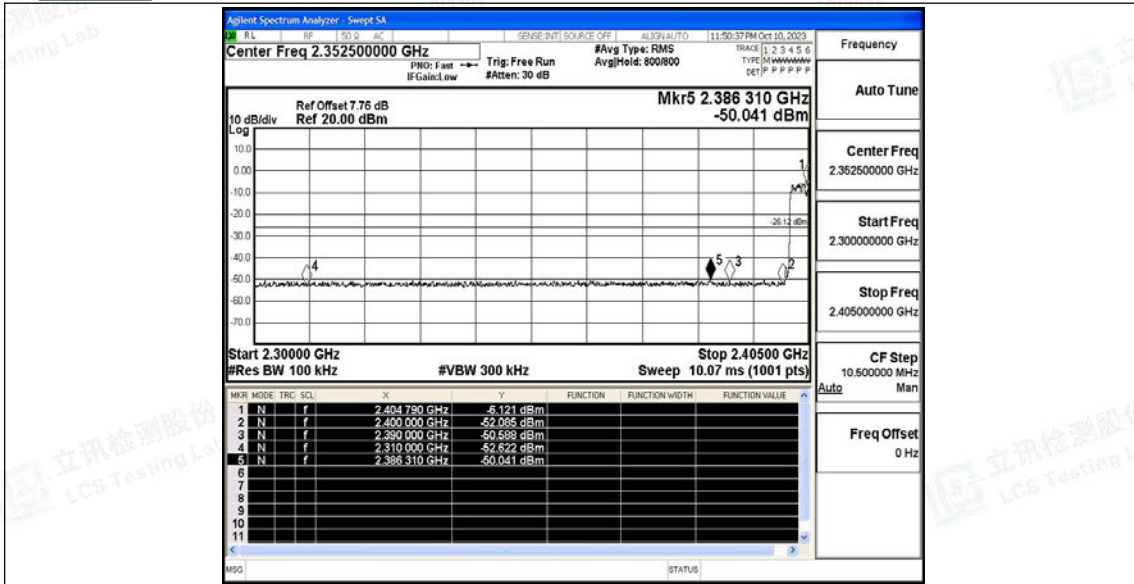 Agilent Spectrum Analyzer - Swept SA
RL RF 50 Ω AC SENSE:INT SOURCE OFF ALIGNAUTO 11:50:37 PM Oct 10, 2023
Center Freq 2.352500000 GHz
PNO: Fast
IFGain:Low
Trig: Free Run
#Atten: 30 dB
#Avg Type: RMS
Avg|Hold: 800/800
TRACE 1 2 3 4 5 6
TYPE M WWWWW
DET P P P P P P
Ref Offset 7.76 dB
10 dB/div Ref 20.00 dBm
Log
Mkr5 2.386 310 GHz
-50.041 dBm
10.0
0.00
-10.0
-20.0
-30.0
-40.0
-50.0
-60.0
-70.0
-26.12 dBm
1
2
3
4
5
Start 2.30000 GHz Stop 2.40500 GHz
#Res BW 100 kHz #VBW 300 kHz Sweep 10.07 ms (1001 pts)
MKR MODE TRC SCL X Y FUNCTION FUNCTION WIDTH FUNCTION VALUE
1 N f 2.404 790 GHz -6.121 dBm
2 N f 2.400 000 GHz -52.085 dBm
3 N f 2.390 000 GHz -50.588 dBm
4 N f 2.310 000 GHz -52.622 dBm
5 N f 2.386 310 GHz -50.041 dBm
6
7
8
9
10
11
MSG STATUS
Frequency
Auto Tune
Center Freq
2.352500000 GHz
Start Freq
2.300000000 GHz
Stop Freq
2.405000000 GHz
CF Step
10.500000 MHz
Auto Man
Freq Offset
0 Hz
立讯检测股份
LCS Testing Lab
立讯检测股份
LCS Testing L